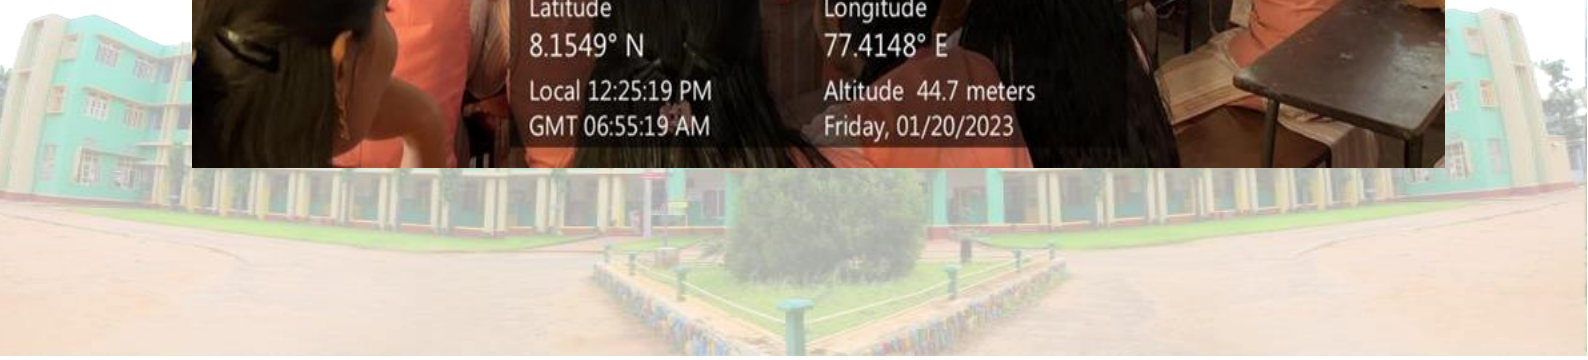 Latitude
Longitude
8.1549° N
77.4148° E
Local 12:25:19 PM
Altitude 44.7 meters
GMT 06:55:19 AM
Friday, 01/20/2023